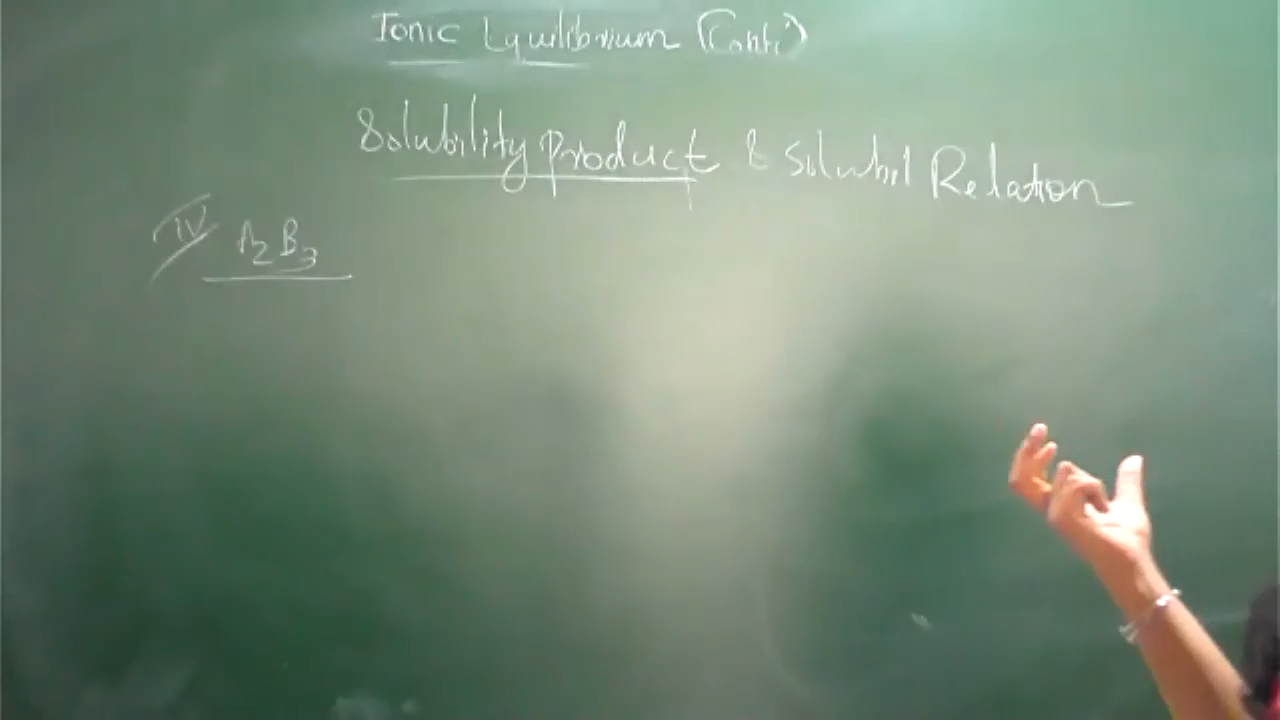 Ionic Equilibrium (Conti)
Solubility product & Solubil Relation
IV A₂B₃